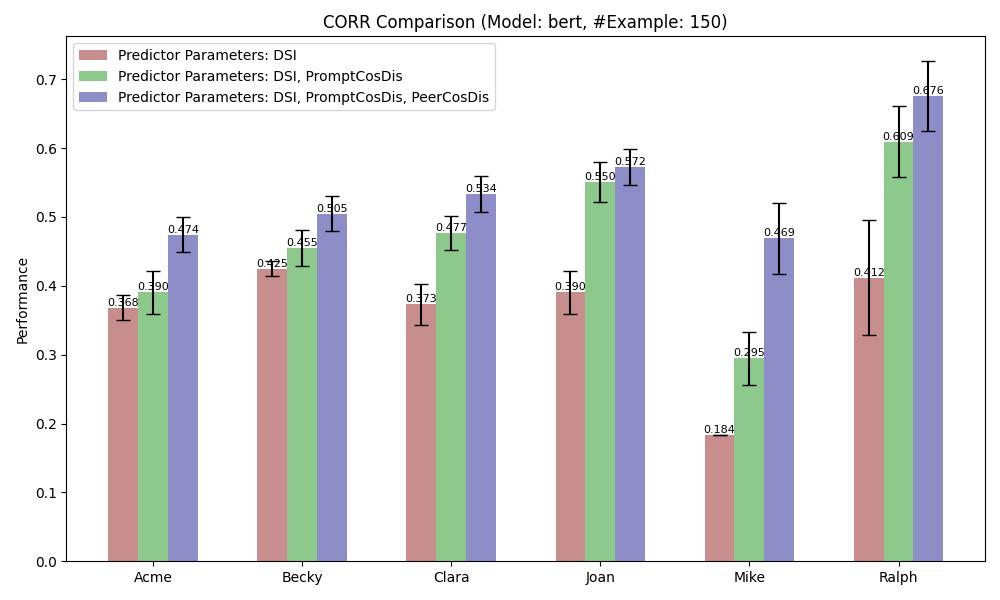 CORR Comparison (Model: bert, #Example: 150)
Predictor Parameters: DSI
Predictor Parameters: DSI, PromptCosDis
Predictor Parameters: DSI, PromptCosDis, PeerCosDis
Performance
0.7
0.6
0.5
0.4
0.3
0.2
0.1
0.0
0.368
0.390
0.474
0.425
0.455
0.505
0.373
0.477
0.534
0.390
0.550
0.572
0.184
0.295
0.469
0.412
0.609
0.676
Acme
Becky
Clara
Joan
Mike
Ralph